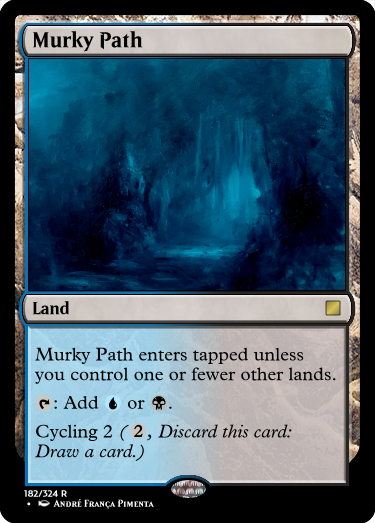 Murky Path
Land
Murky Path enters tapped unless
you control one or fewer other lands.
: Add or .
Cycling 2 ( 2 , Discard this card:
Draw a card.)
182/324 R
• André França Pimenta